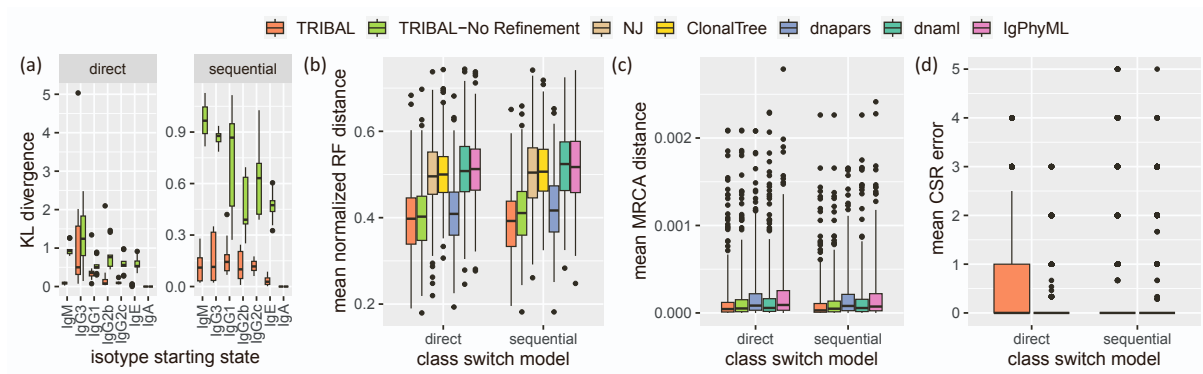 TRIBAL TRIBAL−No Refinement NJ ClonalTree dnapars dnaml IgPhyML
(a)
direct
sequential
KL divergence
5
4
3
2
1
0
0.9
0.6
0.3
0.0
IgM
IgG3
IgG1
IgG2b
IgG2c
IgE
IgA
IgM
IgG3
IgG1
IgG2b
IgG2c
IgE
IgA
isotype starting state
(b)
mean normalized RF distance
0.6
0.4
0.2
direct
sequential
class switch model
(c)
mean MRCA distance
0.002
0.001
0.000
direct
sequential
class switch model
(d)
mean CSR error
5
4
3
2
1
0
direct
sequential
class switch model